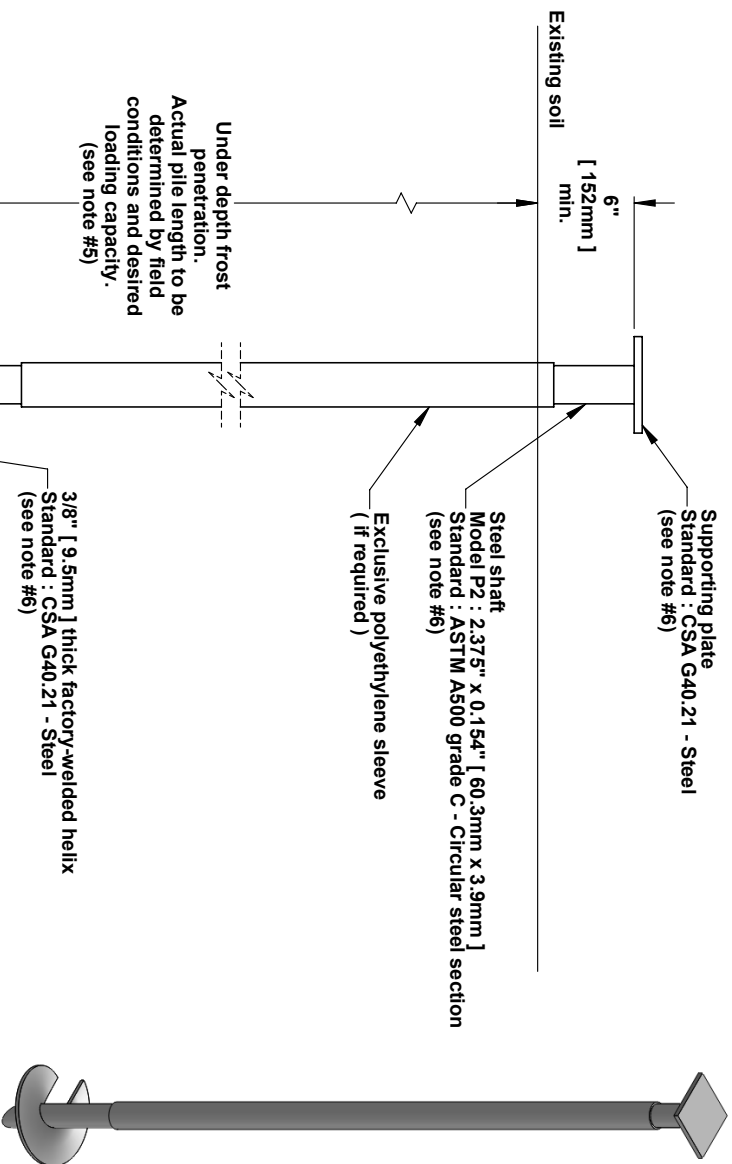 Supporting plate
Standard : CSA G40.21 - Steel
(see note #6)
6"
[ 152mm ]
min.
Existing soil
Steel shaft
Model P2 : 2.375" x 0.154" [ 60.3mm x 3.9mm ]
Standard : ASTM A500 grade C - Circular steel section
(see note #6)
Exclusive polyethylene sleeve
( if required )
Under depth frost
penetration.
Actual pile length to be
determined by field
conditions and desired
loading capacity.
(see note #5)
3/8" [ 9.5mm ] thick factory-welded helix
Standard : CSA G40.21 - Steel
(see note #6)